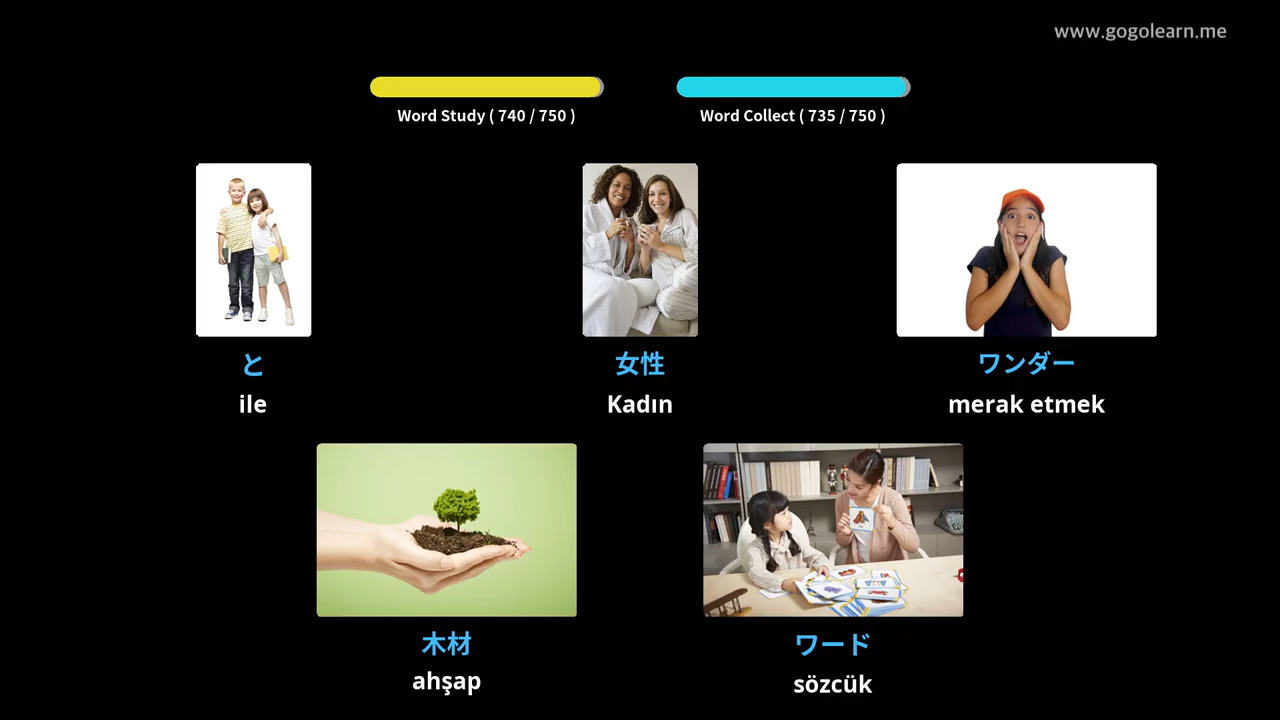 www.gogolearn.me
Word Study ( 740 / 750 )
Word Collect ( 735 / 750 )
と
ile
女性
Kadın
ワンダー
merak etmek
木材
ahşap
ワード
sözcük